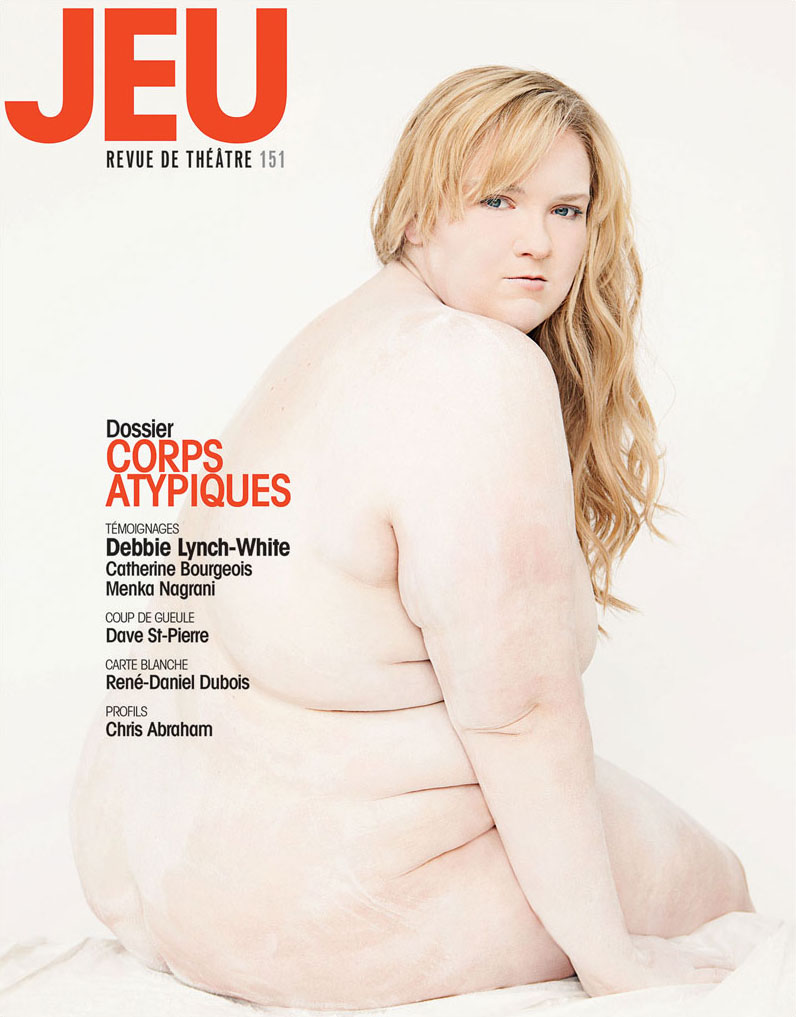 JEU
REVUE DE THÉÂTRE 151
Dossier
CORPS
ATYPIQUES
TÉMOIGNAGES
Debbie Lynch-White
Catherine Bourgeois
Menka Nagrani
COUP DE GUEULE
Dave St-Pierre
CARTE BLANCHE
René-Daniel Dubois
PROFILS
Chris Abraham